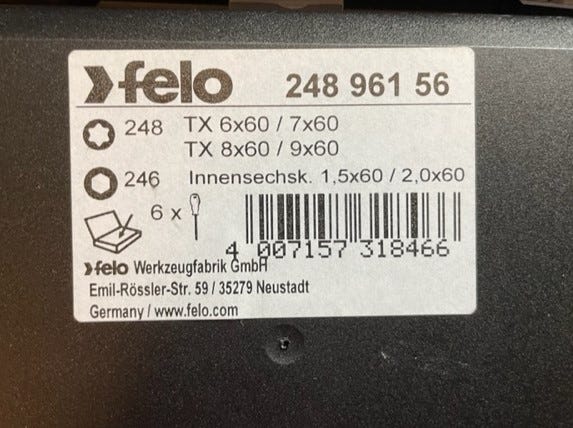 felo 248 961 56
248 TX 6x60 / 7x60
TX 8x60 / 9x60
246 Innensechsk. 1,5x60 / 2,0x60
6 x
4 007157 318466
felo Werkzeugfabrik GmbH
Emil-Rössler-Str. 59 / 35279 Neustadt
Germany / www.felo.com